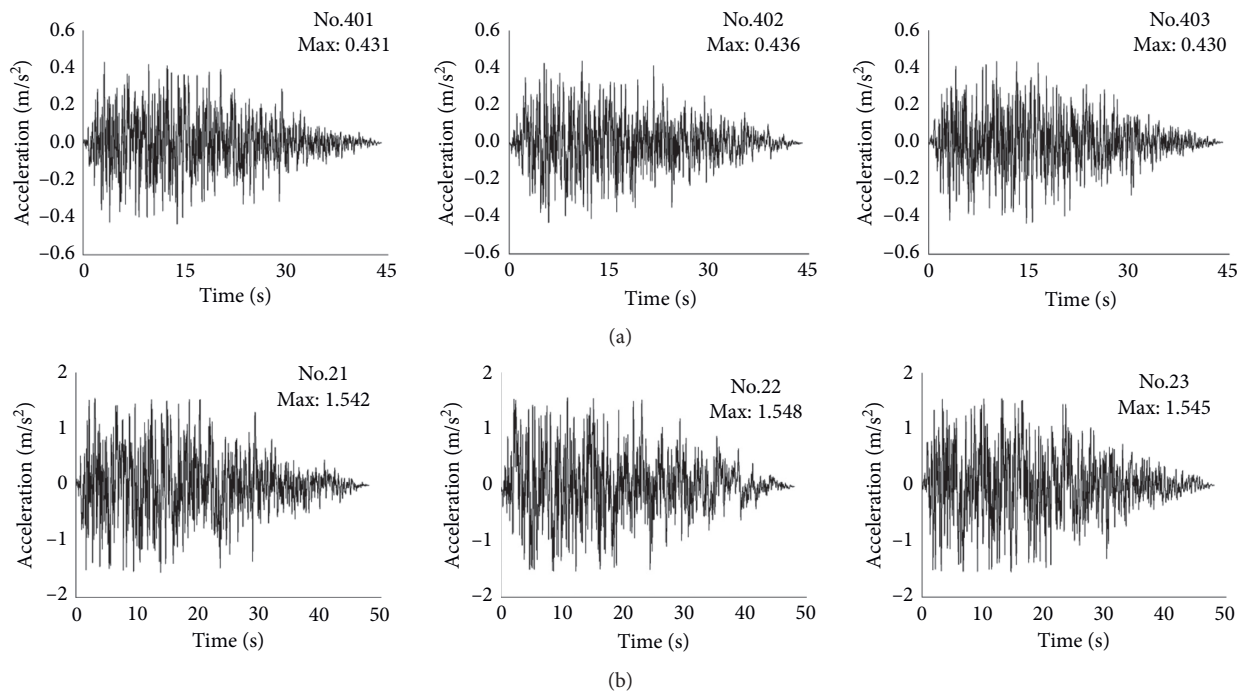 No.401
Max: 0.431
Acceleration (m/s²)
0.6
0.4
0.2
0.0
–0.2
–0.4
–0.6
0 15 30 45
Time (s)
No.402
Max: 0.436
Acceleration (m/s²)
0.6
0.4
0.2
0.0
–0.2
–0.4
–0.6
0 15 30 45
Time (s)
No.403
Max: 0.430
Acceleration (m/s²)
0.6
0.4
0.2
0.0
–0.2
–0.4
–0.6
0 15 30 45
Time (s)
(a)
No.21
Max: 1.542
Acceleration (m/s²)
2
1
0
–1
–2
0 10 20 30 40 50
Time (s)
No.22
Max: 1.548
Acceleration (m/s²)
2
1
0
–1
–2
0 10 20 30 40 50
Time (s)
No.23
Max: 1.545
Acceleration (m/s²)
2
1
0
–1
–2
0 10 20 30 40 50
Time (s)
(b)